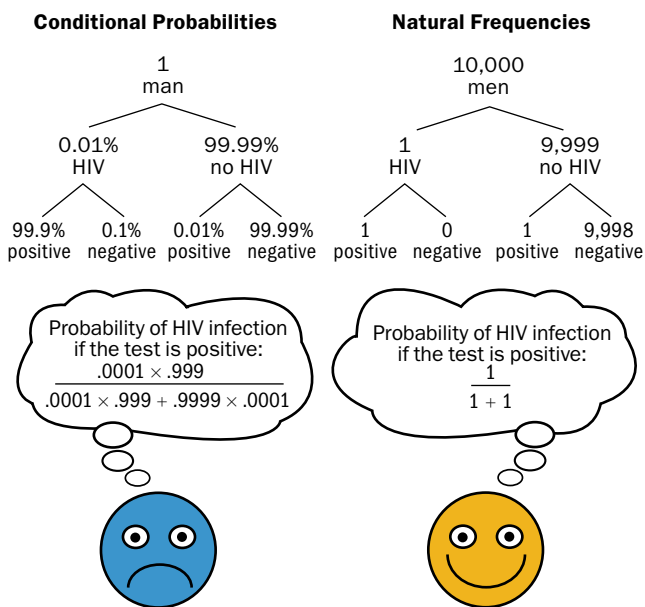 Conditional Probabilities
1
man
0.01%
HIV
99.99%
no HIV
99.9%
positive
0.1%
negative
0.01%
positive
99.99%
negative
Probability of HIV infection
if the test is positive:
.0001 × .999
.0001 × .999 + .9999 × .0001
Natural Frequencies
10,000
men
1
HIV
9,999
no HIV
1
positive
0
negative
1
positive
9,998
negative
Probability of HIV infection
if the test is positive:
1
1 + 1